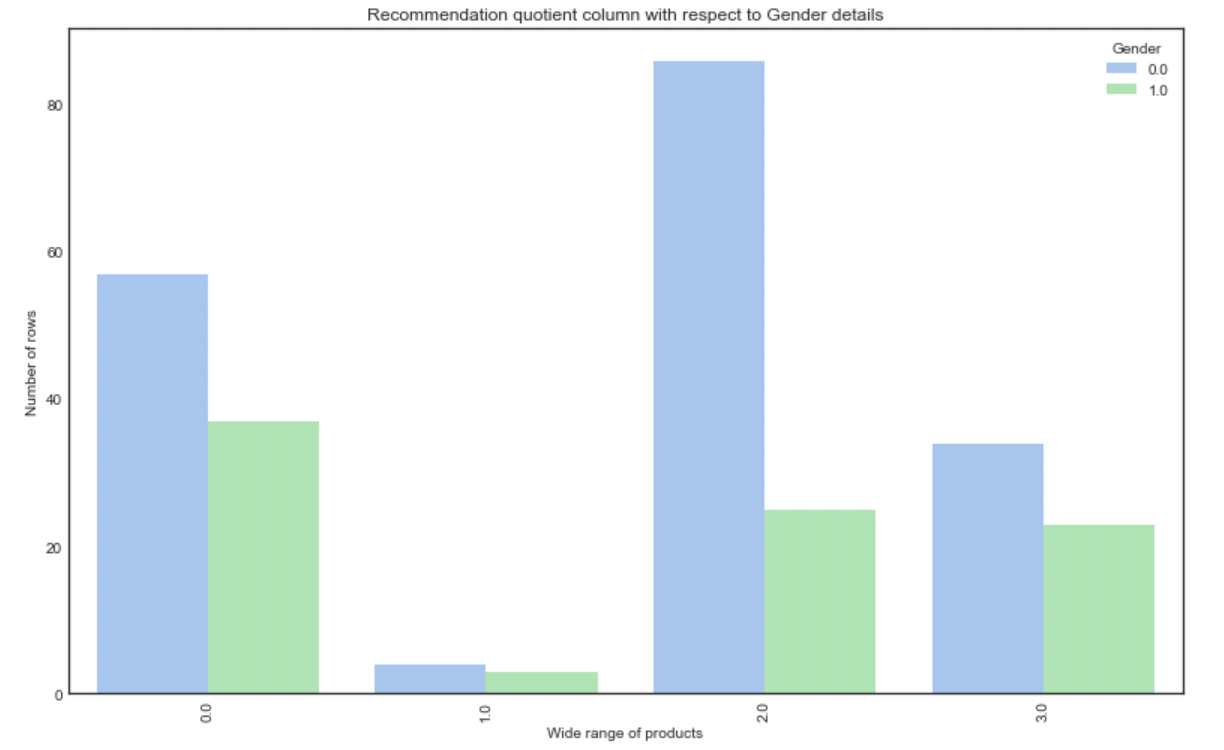 Recommendation quotient column with respect to Gender details
Gender
0.0
1.0
80
60
40
20
0
Number of rows
0.0 1.0 2.0 3.0
Wide range of products